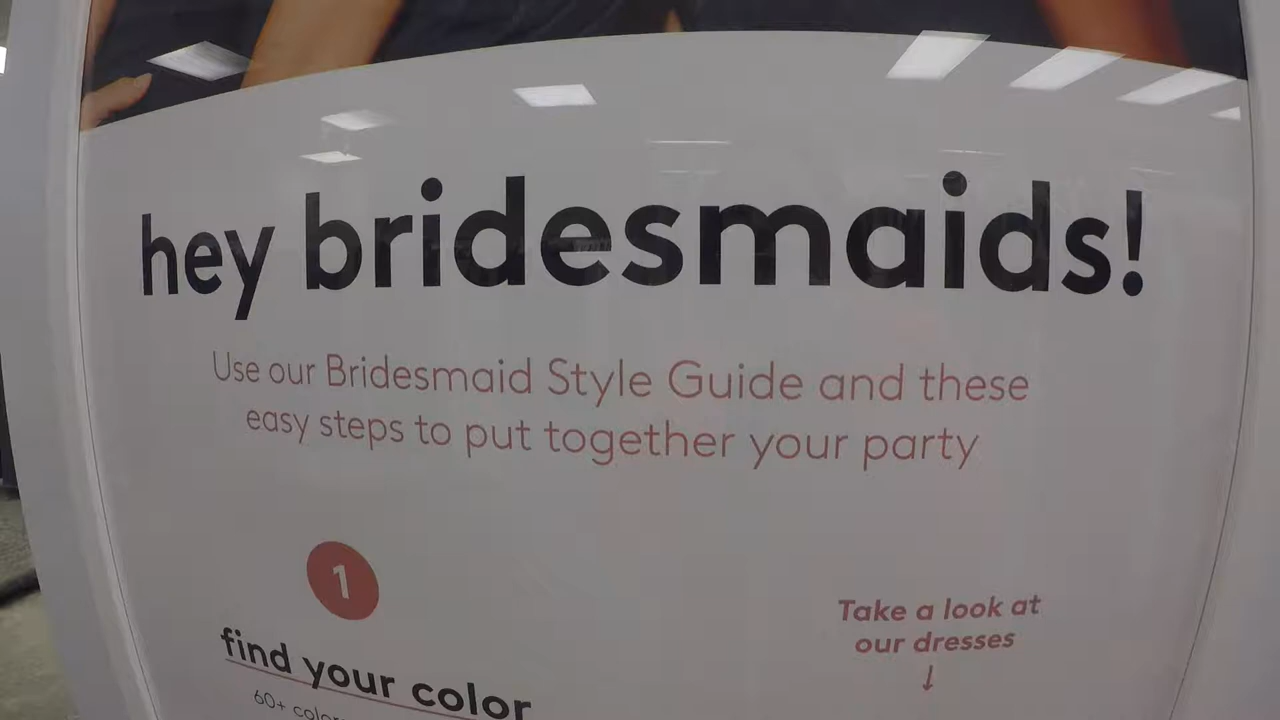 hey bridesmaids!
Use our Bridesmaid Style Guide and these
easy steps to put together your party
1
find your color
60+
Take a look at
our dresses
↓